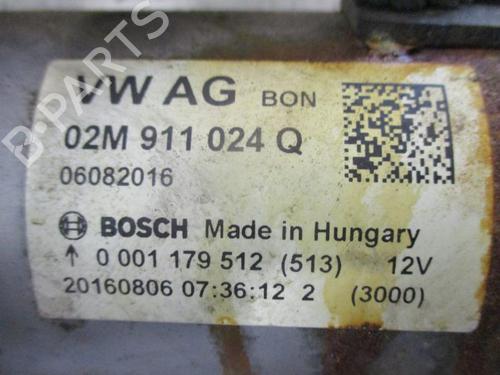 B-PARTS
VW AG BON
02M 911 024 Q
06082016
BOSCH Made in Hungary
↑ 0 001 179 512 (513) 12V
20160806 07:36:12 2 (3000)